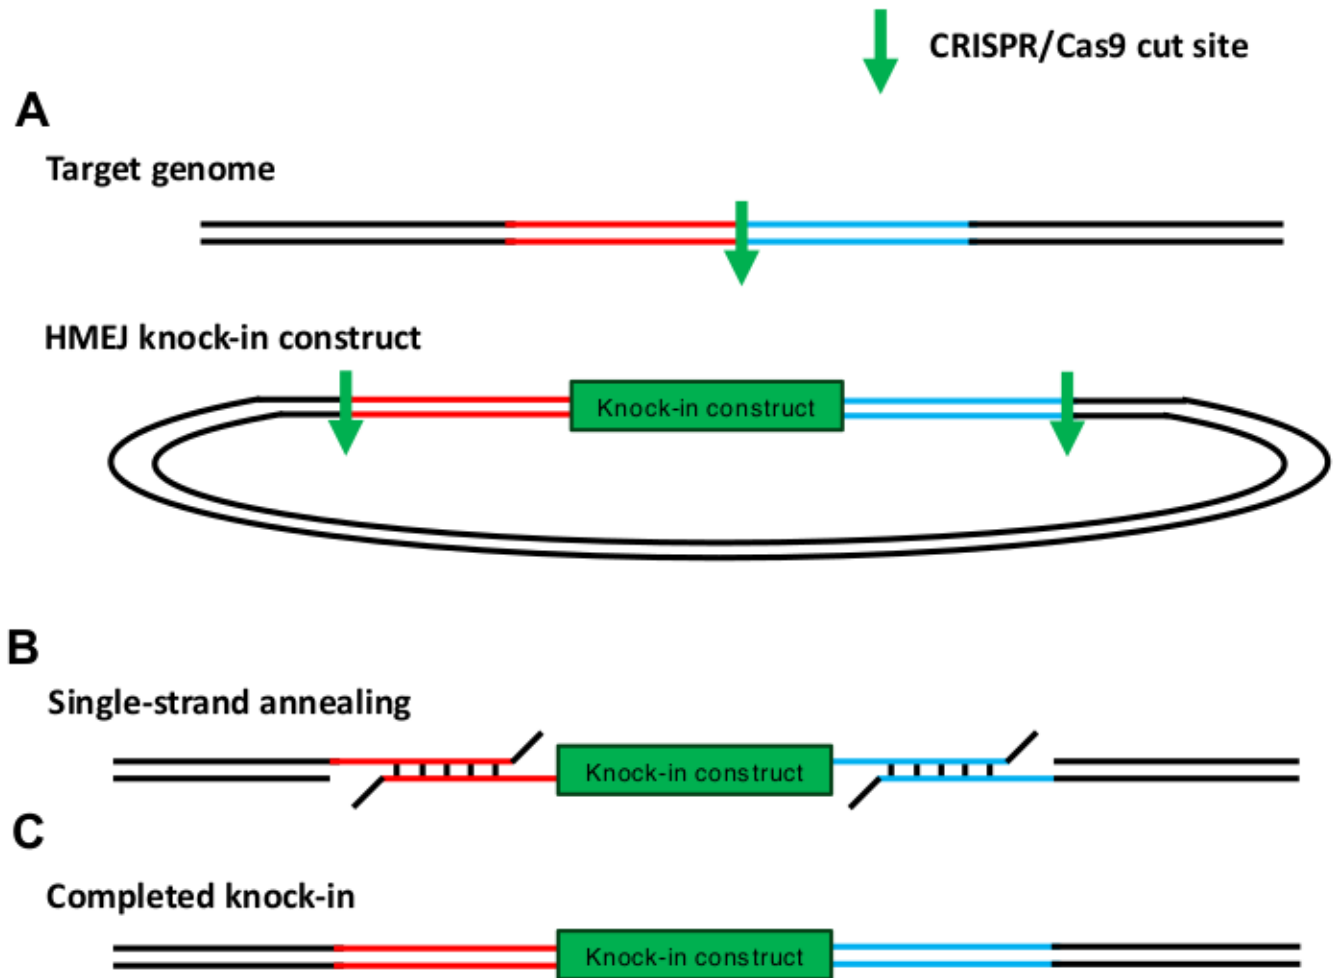 CRISPR/Cas9 cut site
A
Target genome
HMEJ knock-in construct
Knock-in construct
B
Single-strand annealing
Knock-in construct
C
Completed knock-in
Knock-in construct